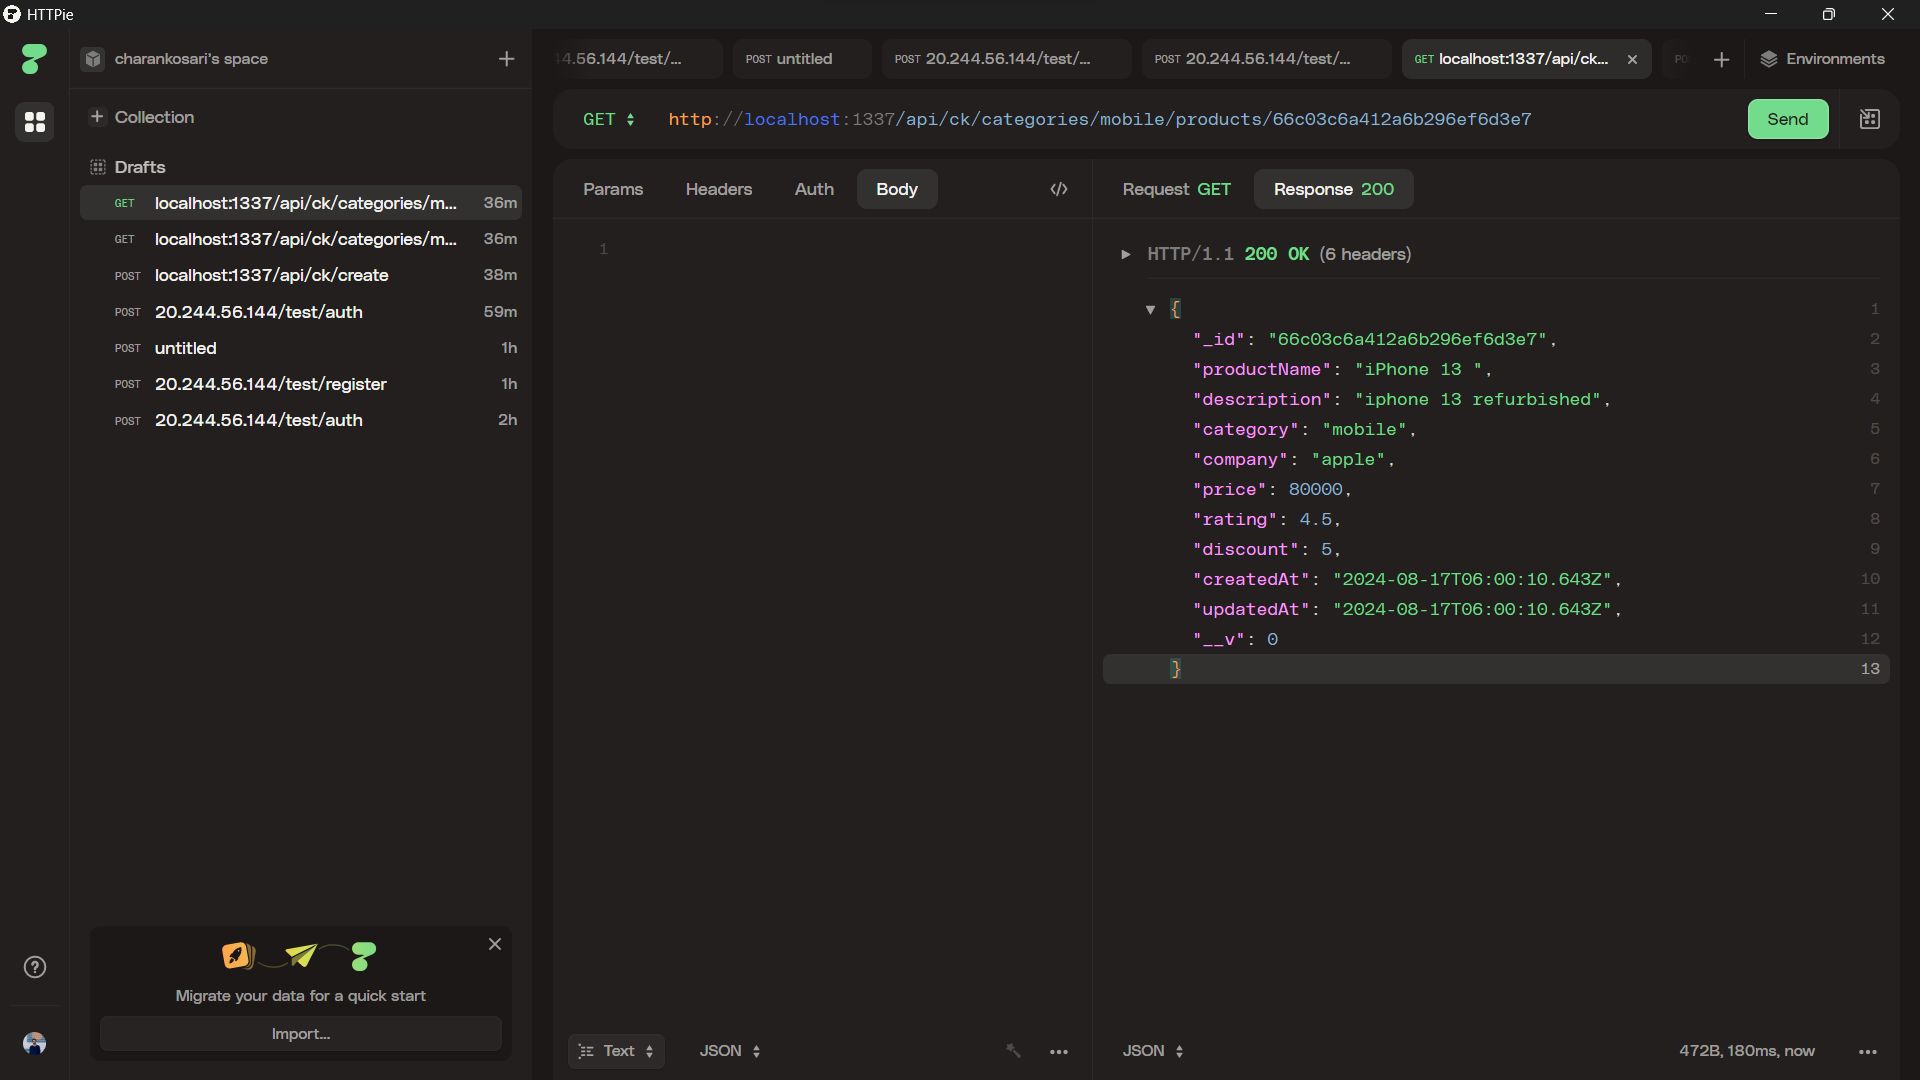 HTTPie
charankosari's space
Collection
Drafts
GET localhost:1337/api/ck/categories/m... 36m
GET localhost:1337/api/ck/categories/m... 36m
POST localhost:1337/api/ck/create 38m
POST 20.244.56.144/test/auth 59m
POST untitled 1h
POST 20.244.56.144/test/register 1h
POST 20.244.56.144/test/auth 2h
Migrate your data for a quick start
Import...
4.56.144/test/... POST untitled POST 20.244.56.144/test/... POST 20.244.56.144/test/... GET localhost:1337/api/ck... PO Environments
GET http://localhost:1337/api/ck/categories/mobile/products/66c03c6a412a6b296ef6d3e7 Send
Params Headers Auth Body </>
1
Text JSON
Request GET Response 200
HTTP/1.1 200 OK (6 headers)
{ 1
"_id": "66c03c6a412a6b296ef6d3e7", 2
"productName": "iPhone 13 ", 3
"description": "iphone 13 refurbished", 4
"category": "mobile", 5
"company": "apple", 6
"price": 80000, 7
"rating": 4.5, 8
"discount": 5, 9
"createdAt": "2024-08-17T06:00:10.643Z", 10
"updatedAt": "2024-08-17T06:00:10.643Z", 11
"__v": 0 12
} 13
JSON 472B, 180ms, now